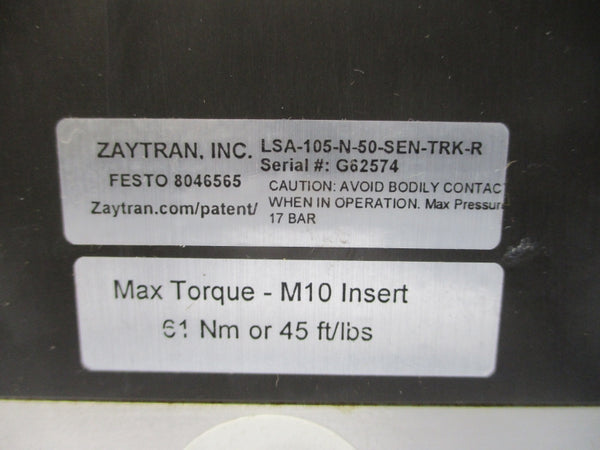 ZAYTRAN, INC. LSA-105-N-50-SEN-TRK-R
Serial #: G62574
FESTO 8046565
CAUTION: AVOID BODILY CONTAC
Zaytran.com/patent/ WHEN IN OPERATION. Max Pressure
17 BAR
Max Torque - M10 Insert
61 Nm or 45 ft/lbs